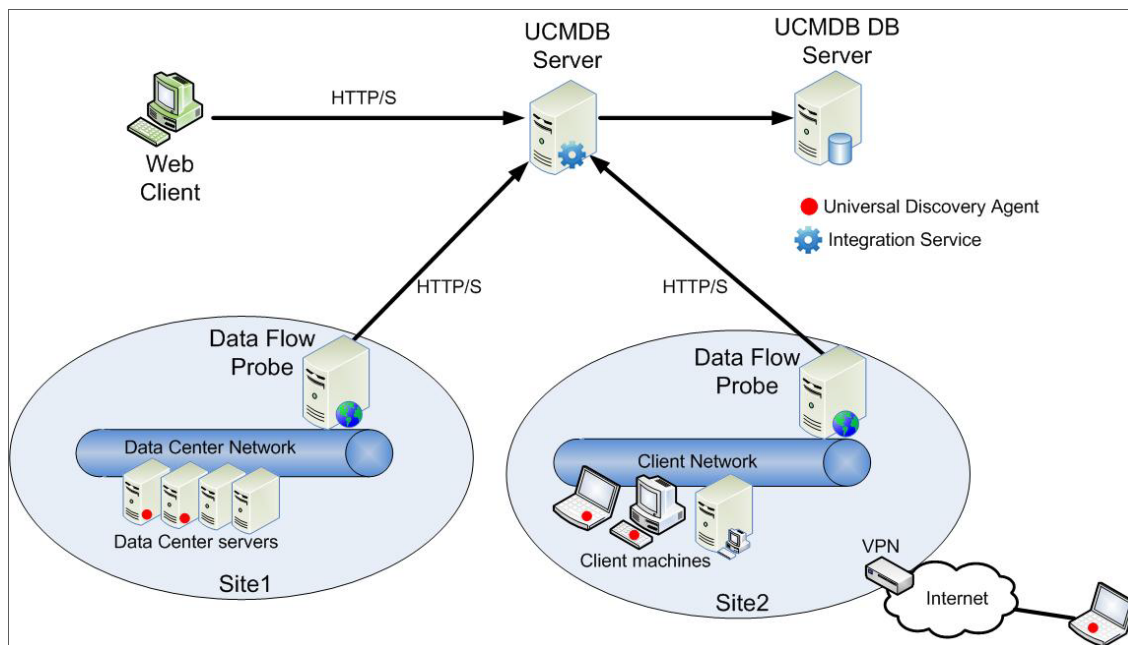 UCMDB
Server
UCMDB DB
Server
HTTP/S
Web
Client
Universal Discovery Agent
Integration Service
HTTP/S
HTTP/S
Data Flow
Probe
Data Flow
Probe
Data Center Network
Client Network
Data Center servers
Client machines
Site1
Site2
VPN
Internet